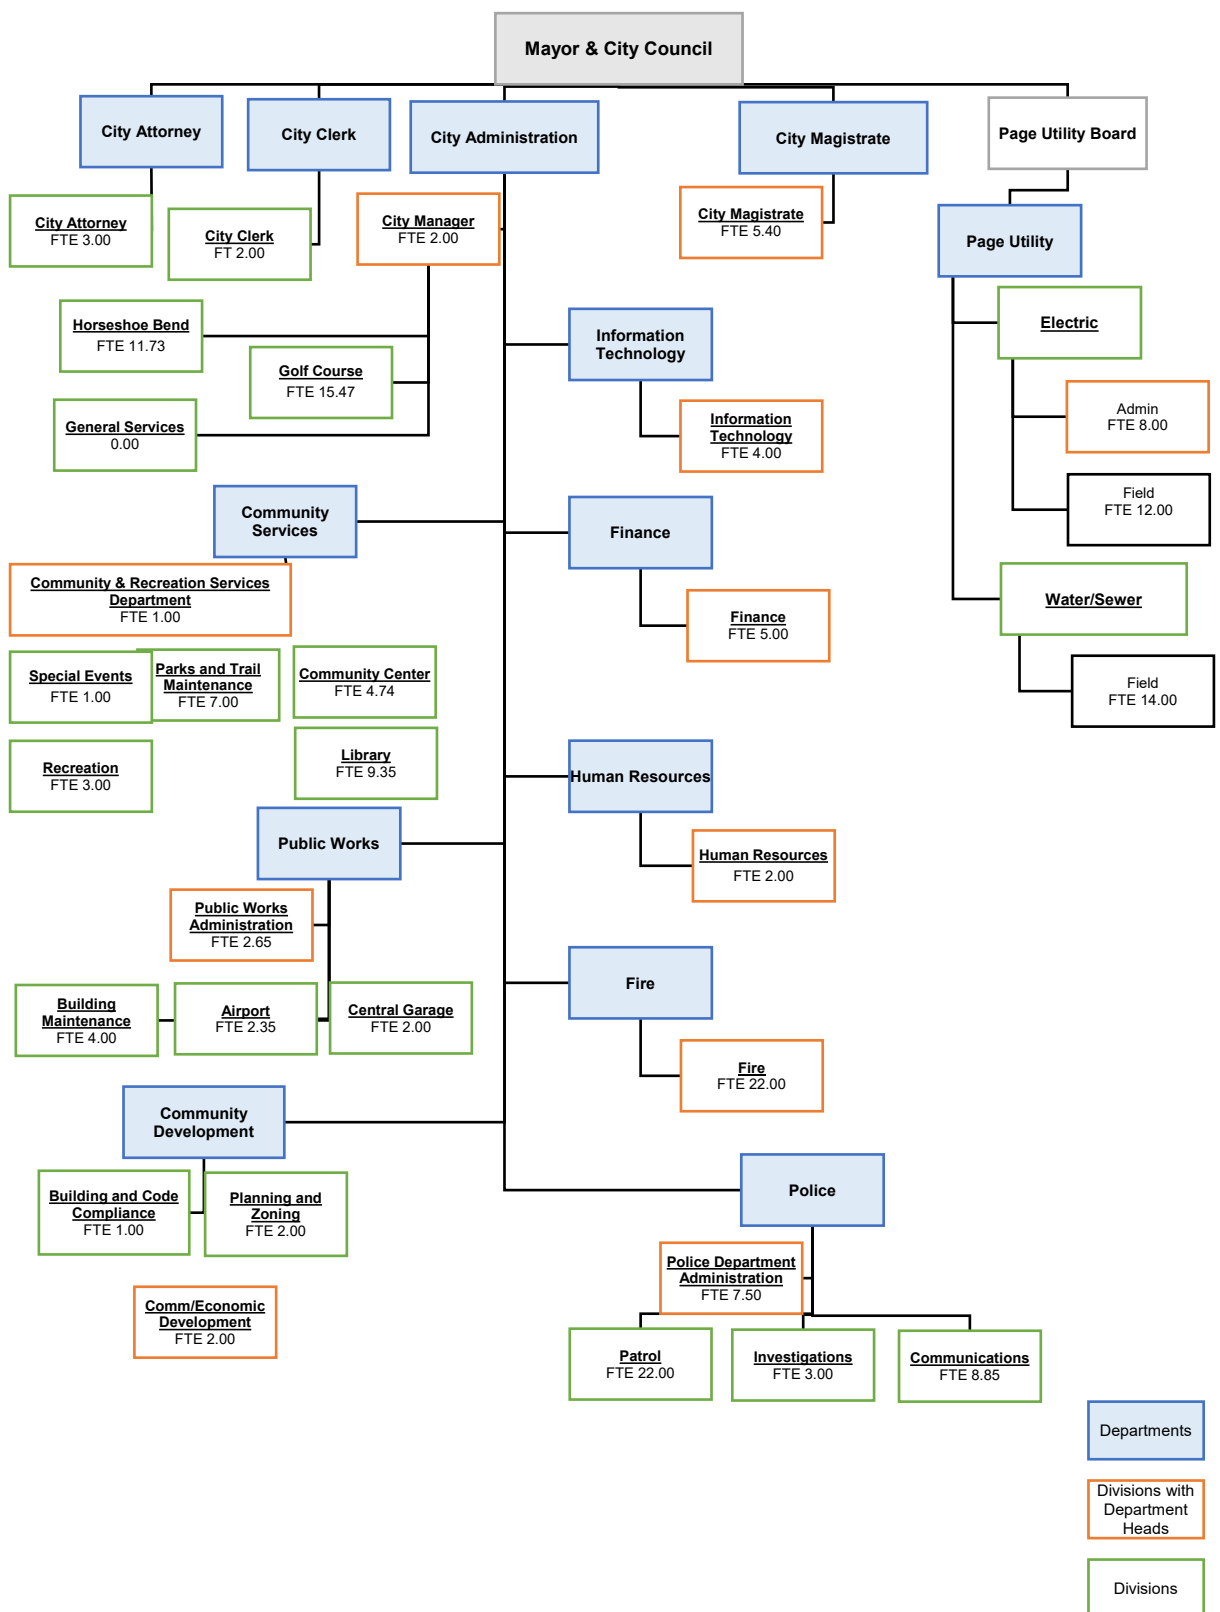 Mayor & City Council
City Attorney
City Clerk
City Administration
City Magistrate
Page Utility Board
City Attorney
FTE 3.00
City Clerk
FT 2.00
City Manager
FTE 2.00
City Magistrate
FTE 5.40
Page Utility
Horseshoe Bend
FTE 11.73
Golf Course
FTE 15.47
General Services
0.00
Information
Technology
Information
Technology
FTE 4.00
Electric
Admin
FTE 8.00
Field
FTE 12.00
Community
Services
Finance
Community & Recreation Services
Department
FTE 1.00
Finance
FTE 5.00
Water/Sewer
Field
FTE 14.00
Special Events
FTE 1.00
Parks and Trail
Maintenance
FTE 7.00
Community Center
FTE 4.74
Recreation
FTE 3.00
Library
FTE 9.35
Human Resources
Human Resources
FTE 2.00
Public Works
Public Works
Administration
FTE 2.65
Building
Maintenance
FTE 4.00
Airport
FTE 2.35
Central Garage
FTE 2.00
Fire
Fire
FTE 22.00
Community
Development
Building and Code
Compliance
FTE 1.00
Planning and
Zoning
FTE 2.00
Comm/Economic
Development
FTE 2.00
Police
Police Department
Administration
FTE 7.50
Patrol
FTE 22.00
Investigations
FTE 3.00
Communications
FTE 8.85
Departments
Divisions with
Department
Heads
Divisions